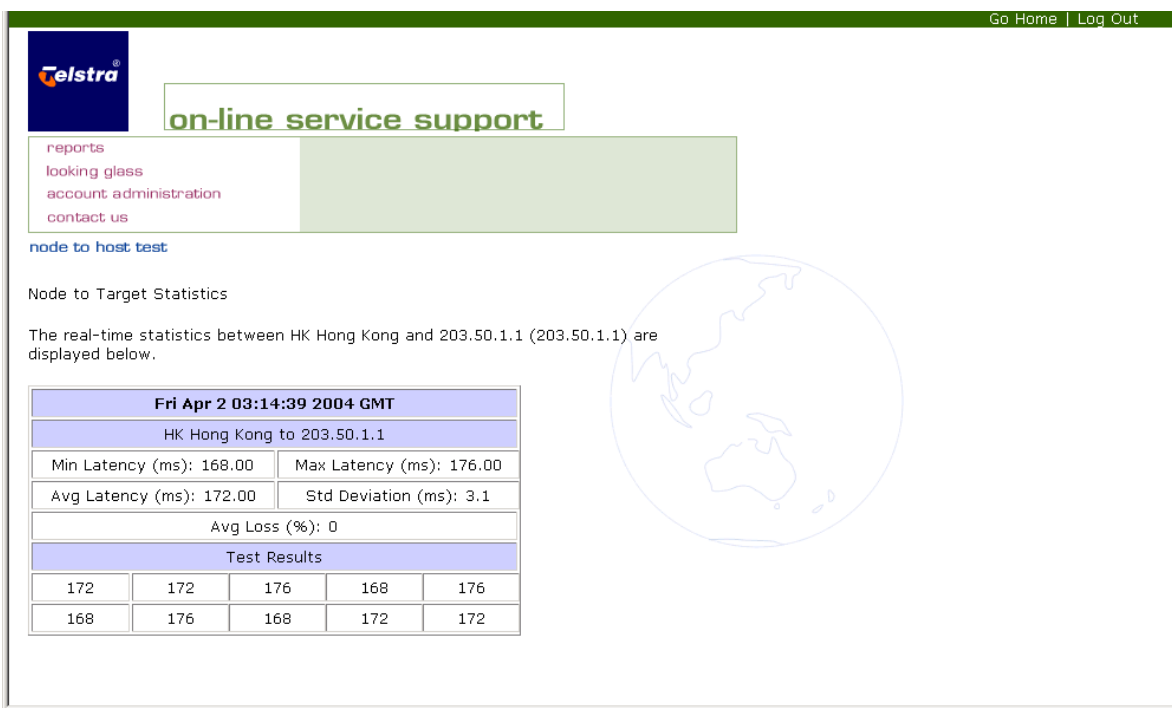 Go Home | Log Out
Telstra®
on-line service support
reports
looking glass
account administration
contact us
node to host test
Node to Target Statistics
The real-time statistics between HK Hong Kong and 203.50.1.1 (203.50.1.1) are
displayed below.
Fri Apr 2 03:14:39 2004 GMT
HK Hong Kong to 203.50.1.1
Min Latency (ms): 168.00 Max Latency (ms): 176.00
Avg Latency (ms): 172.00 Std Deviation (ms): 3.1
Avg Loss (%): 0
Test Results
172 172 176 168 176
168 176 168 172 172